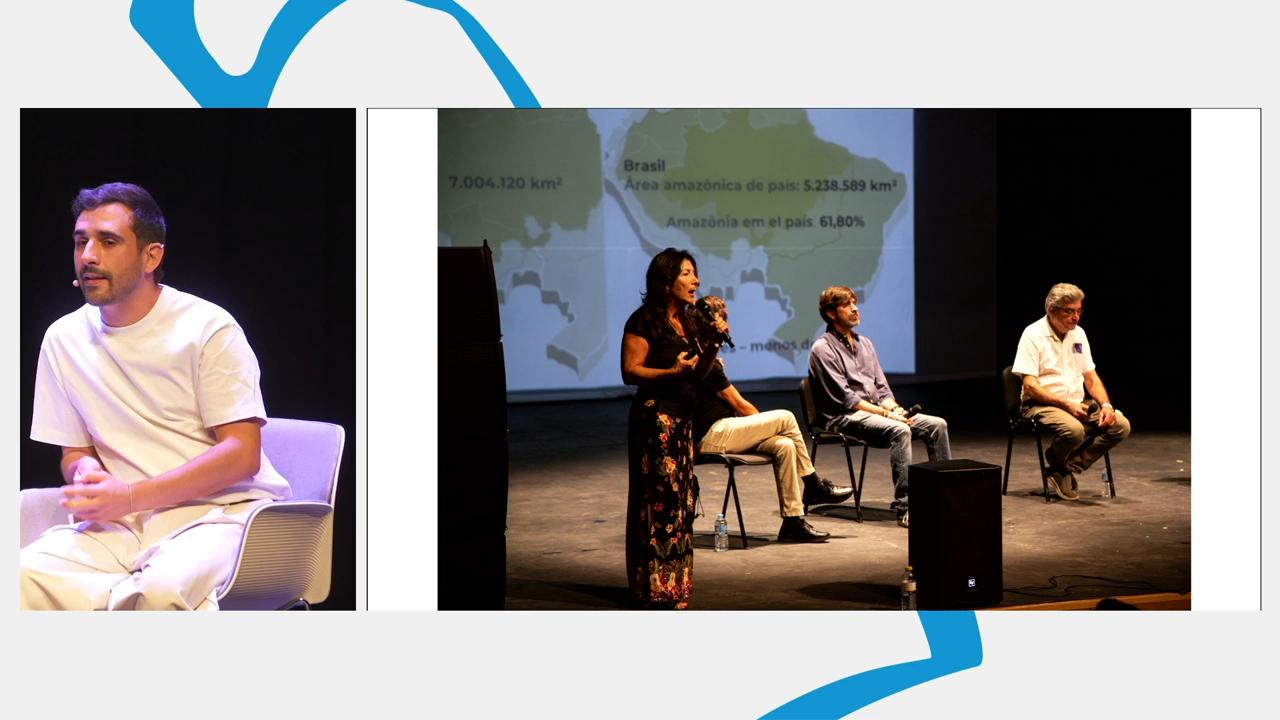 7.004.120 km²
Brasil
Área amazônica de país: 5.238.589 km²
Amazônia em el país: 61,80%
– menos